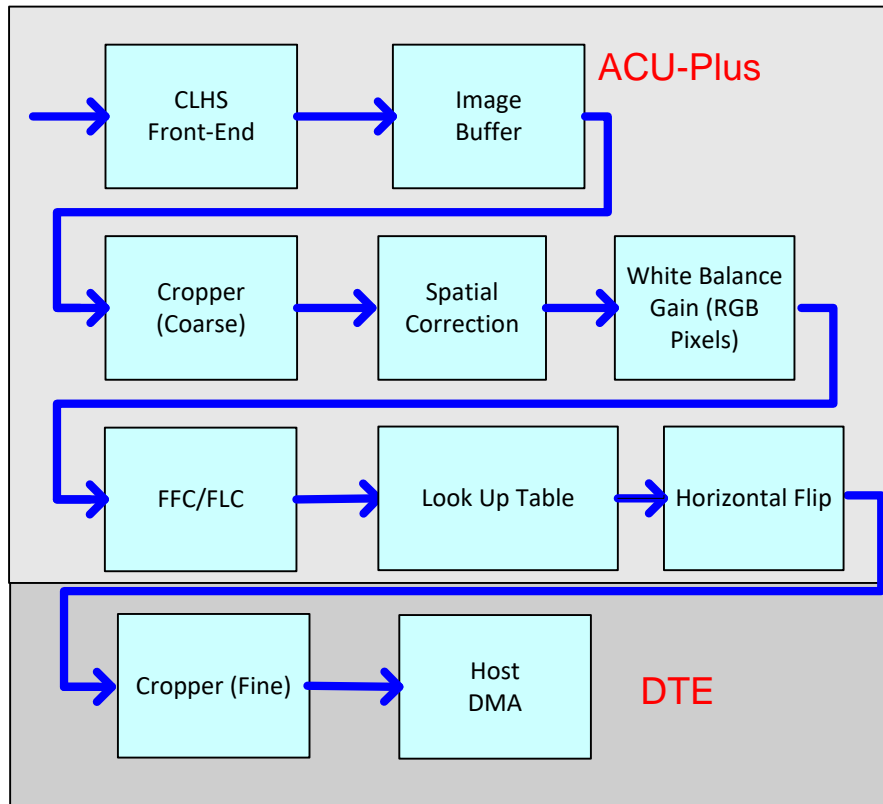 ACU-Plus
CLHS
Front-End
Image
Buffer
Cropper
(Coarse)
Spatial
Correction
White Balance
Gain (RGB
Pixels)
FFC/FLC
Look Up Table
Horizontal Flip
Cropper (Fine)
Host
DMA
DTE